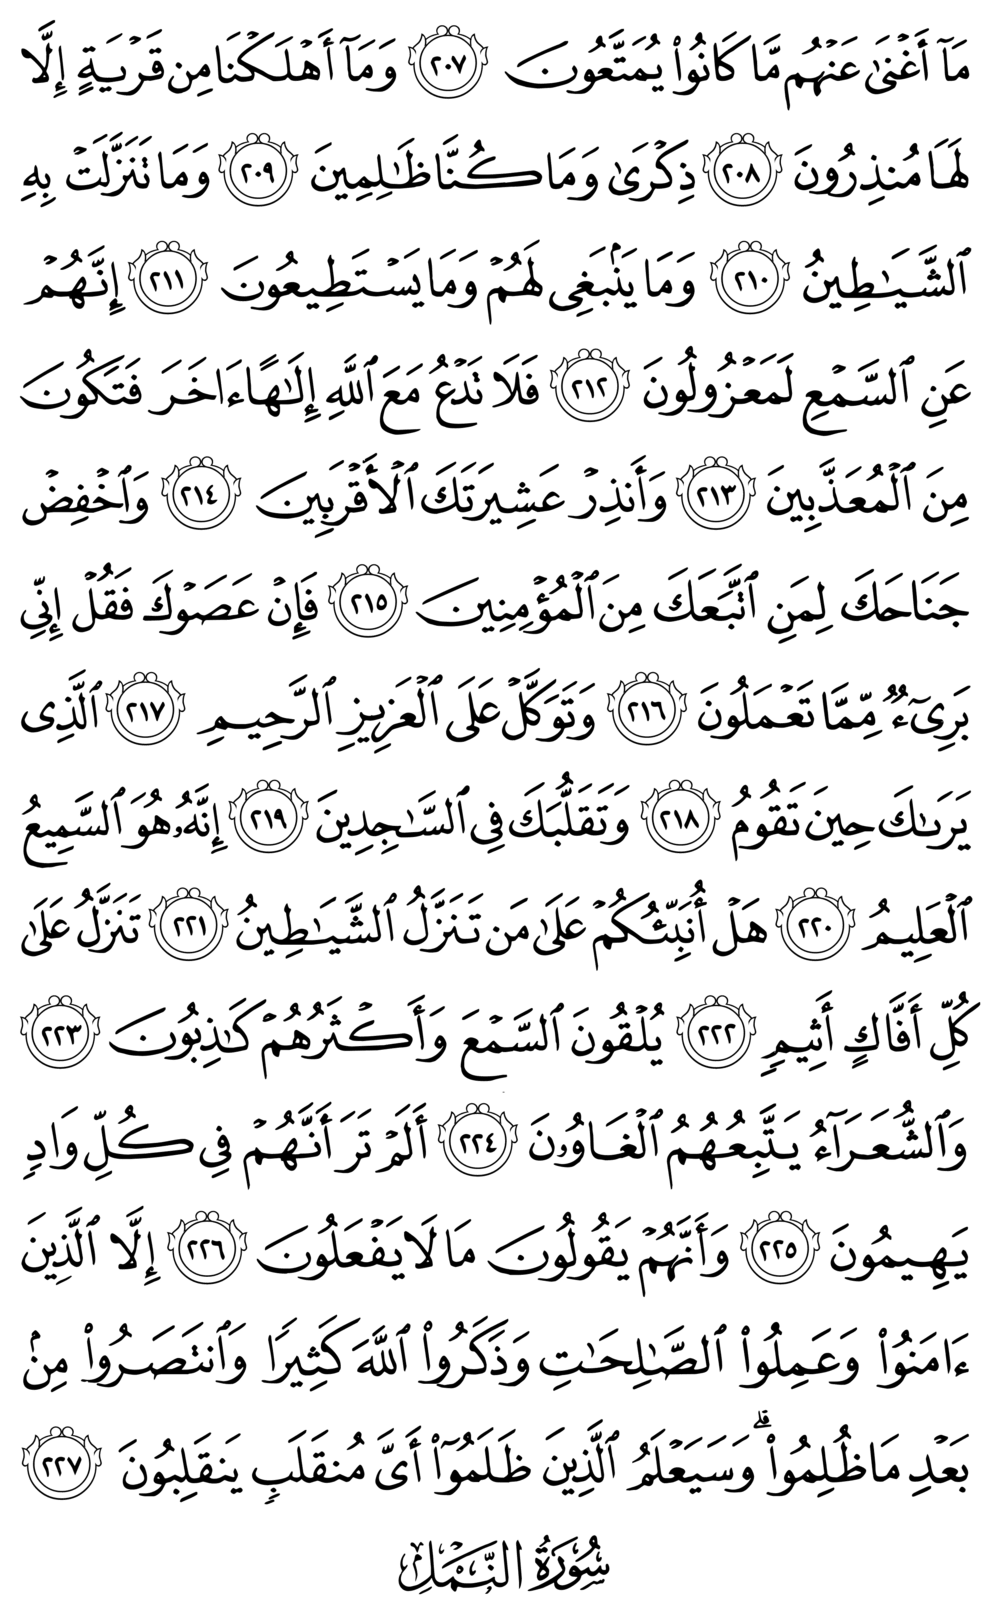 مَآ أَغۡنَىٰ عَنۡهُم مَّا كَانُواْ يُمَتَّعُونَ ٢٠٧ وَمَآ أَهۡلَكۡنَا مِن قَرۡيَةٍ إِلَّا
لَهَا مُنذِرُونَ ٢٠٨ ذِكۡرَىٰ وَمَا كُنَّا ظَٰلِمِينَ ٢٠٩ وَمَا تَنَزَّلَتۡ بِهِ
ٱلشَّيَٰطِينُ ٢١٠ وَمَا يَنۢبَغِي لَهُمۡ وَمَا يَسۡتَطِيعُونَ ٢١١ إِنَّهُمۡ
عَنِ ٱلسَّمۡعِ لَمَعۡزُولُونَ ٢١٢ فَلَا تَدۡعُ مَعَ ٱللَّهِ إِلَٰهًا ءَاخَرَ فَتَكُونَ
مِنَ ٱلۡمُعَذَّبِينَ ٢١٣ وَأَنذِرۡ عَشِيرَتَكَ ٱلۡأَقۡرَبِينَ ٢١٤ وَٱخۡفِضۡ
جَنَاحَكَ لِمَنِ ٱتَّبَعَكَ مِنَ ٱلۡمُؤۡمِنِينَ ٢١٥ فَإِنۡ عَصَوۡكَ فَقُلۡ إِنِّي
بَرِيٓءٞ مِّمَّا تَعۡمَلُونَ ٢١٦ وَتَوَكَّلۡ عَلَى ٱلۡعَزِيزِ ٱلرَّحِيمِ ٢١٧ ٱلَّذِي
يَرَىٰكَ حِينَ تَقُومُ ٢١٨ وَتَقَلُّبَكَ فِي ٱلسَّٰجِدِينَ ٢١٩ إِنَّهُۥ هُوَ ٱلسَّمِيعُ
ٱلۡعَلِيمُ ٢٢٠ هَلۡ أُنَبِّئُكُمۡ عَلَىٰ مَن تَنَزَّلُ ٱلشَّيَٰطِينُ ٢٢١ تَنَزَّلُ عَلَىٰ
كُلِّ أَفَّاكٍ أَثِيمٖ ٢٢٢ يُلۡقُونَ ٱلسَّمۡعَ وَأَكۡثَرُهُمۡ كَٰذِبُونَ ٢٢٣
وَٱلشُّعَرَآءُ يَتَّبِعُهُمُ ٱلۡغَاوُۥنَ ٢٢٤ أَلَمۡ تَرَ أَنَّهُمۡ فِي كُلِّ وَادٖ
يَهِيمُونَ ٢٢٥ وَأَنَّهُمۡ يَقُولُونَ مَا لَا يَفۡعَلُونَ ٢٢٦ إِلَّا ٱلَّذِينَ
ءَامَنُواْ وَعَمِلُواْ ٱلصَّٰلِحَٰتِ وَذَكَرُواْ ٱللَّهَ كَثِيرٗا وَٱنتَصَرُواْ مِنۢ
بَعۡدِ مَا ظُلِمُواْۗ وَسَيَعۡلَمُ ٱلَّذِينَ ظَلَمُوٓاْ أَيَّ مُنقَلَبٖ يَنقَلِبُونَ ٢٢٧
سُورَةُ النَّمۡلِ